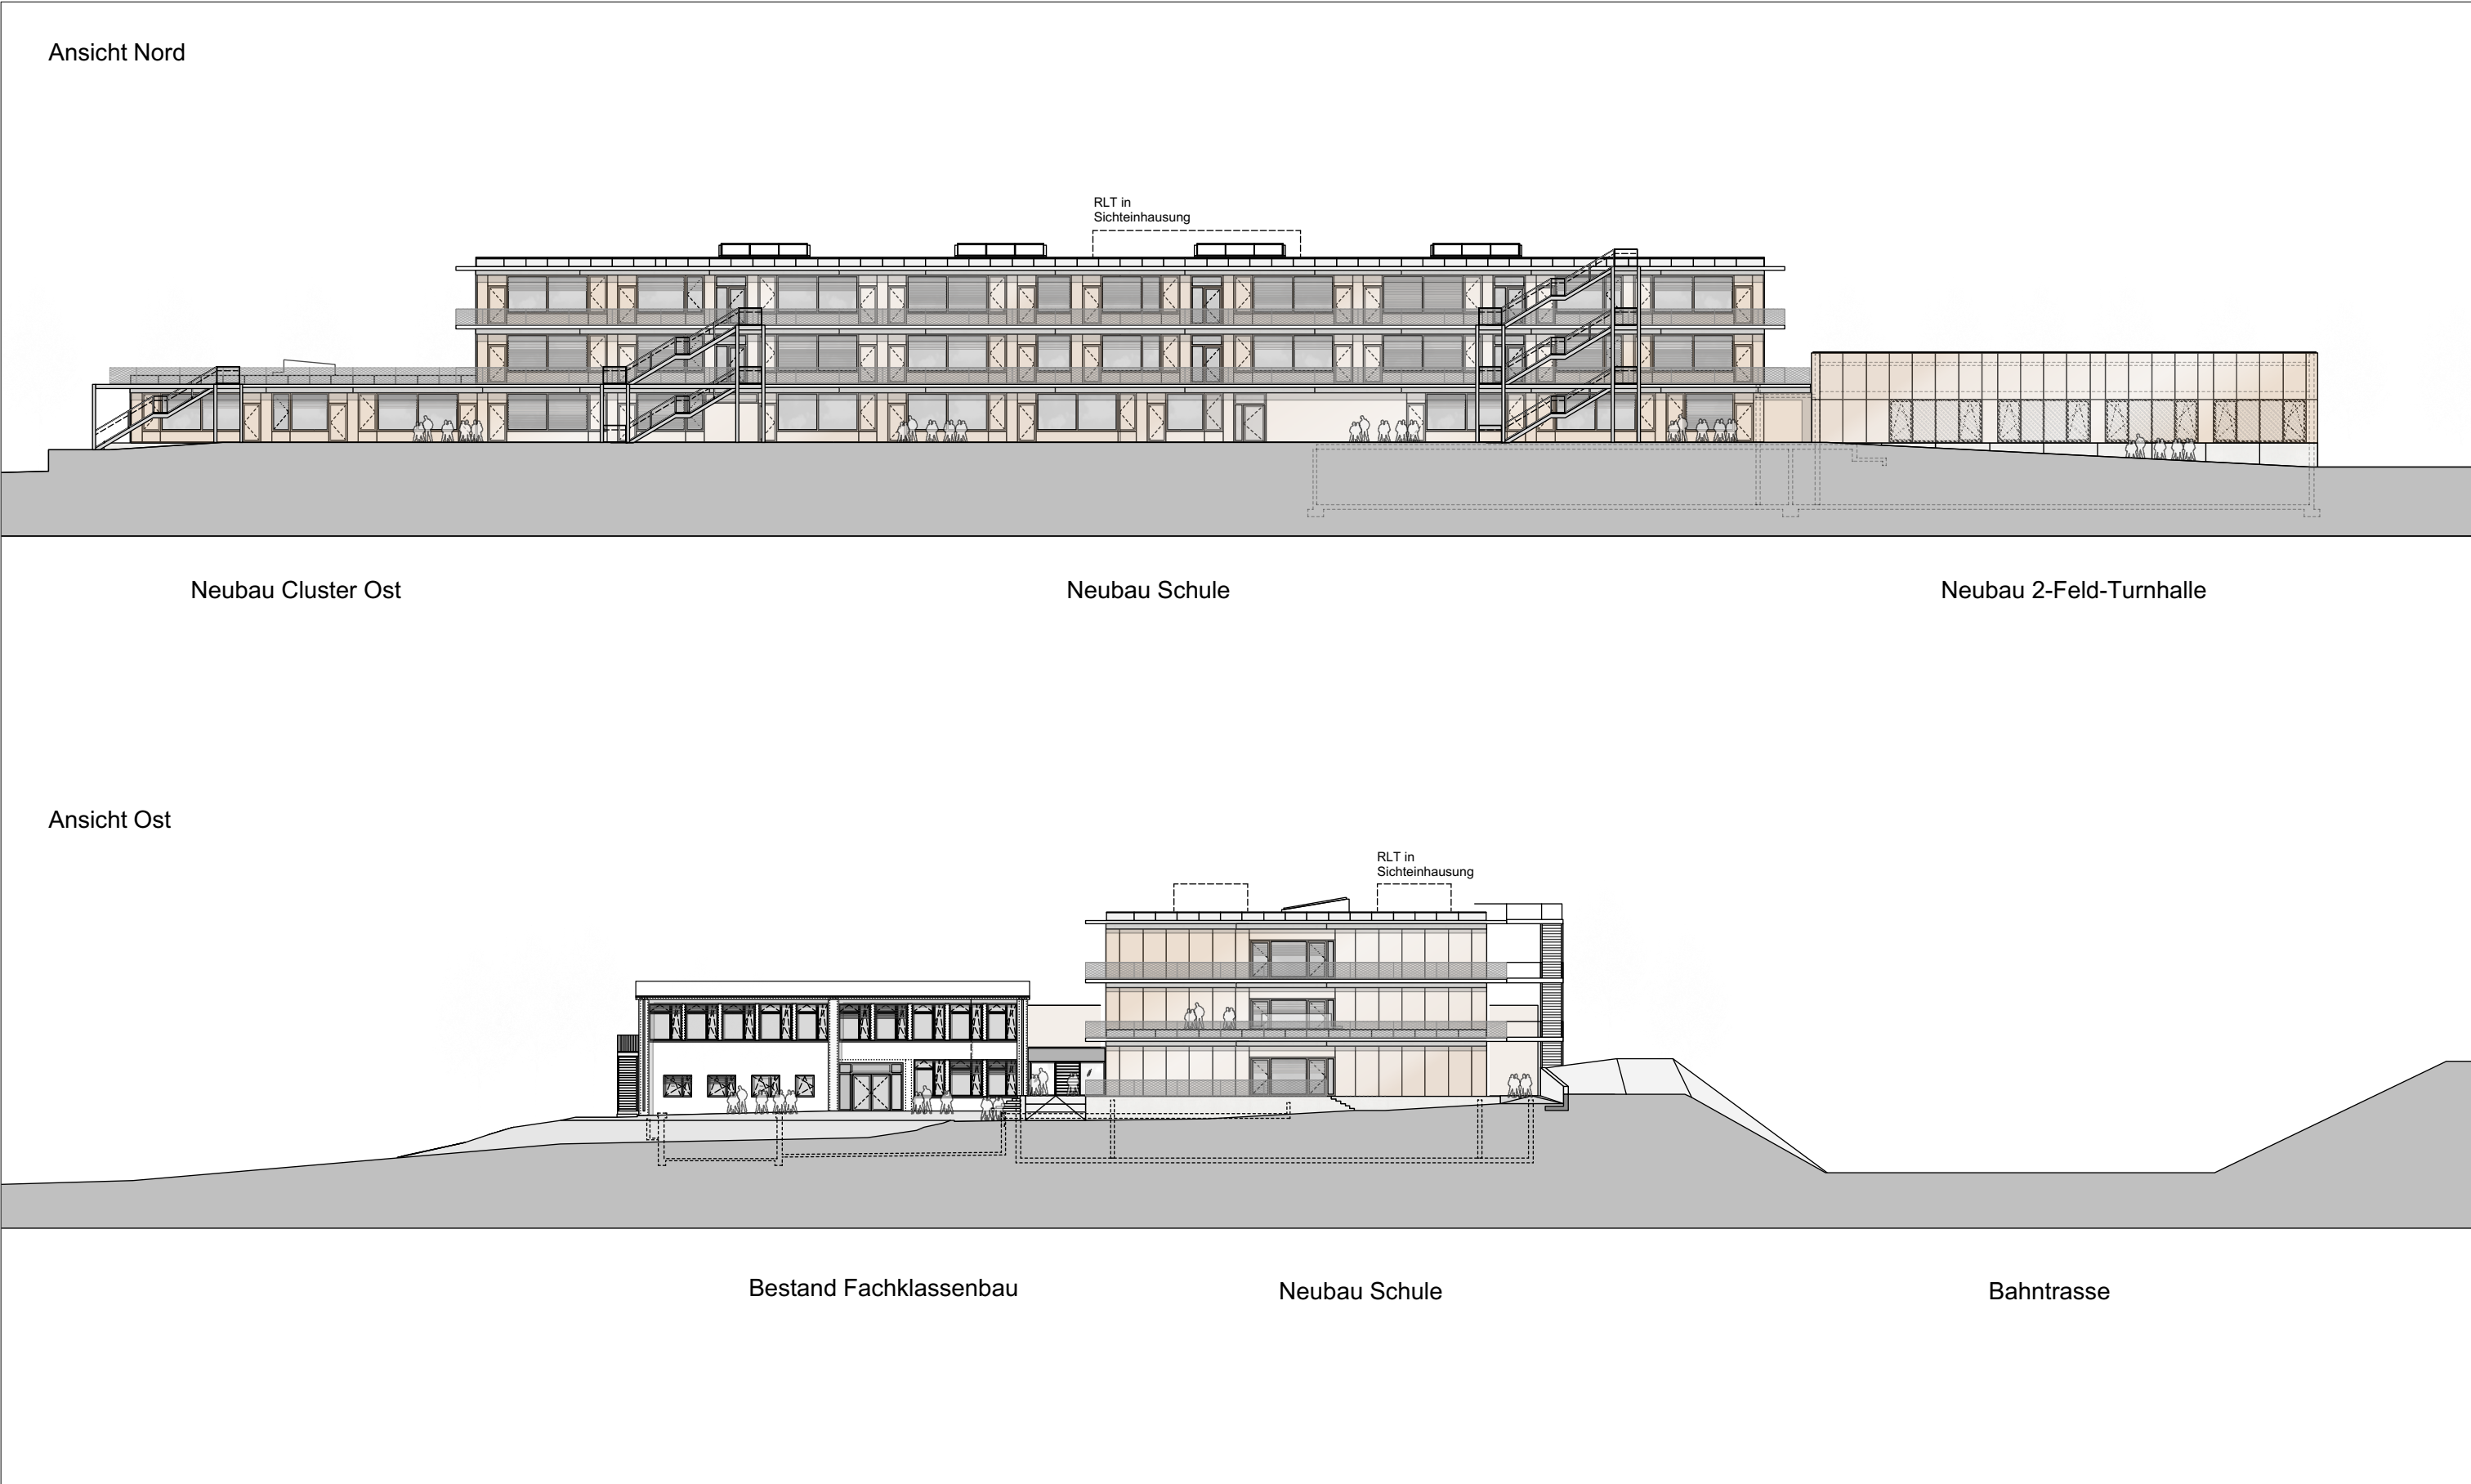 Ansicht Nord
RLT in
Sichteinhausung
Neubau Cluster Ost
Neubau Schule
Neubau 2-Feld-Turnhalle
Ansicht Ost
RLT in
Sichteinhausung
Bestand Fachklassenbau
Neubau Schule
Bahntrasse